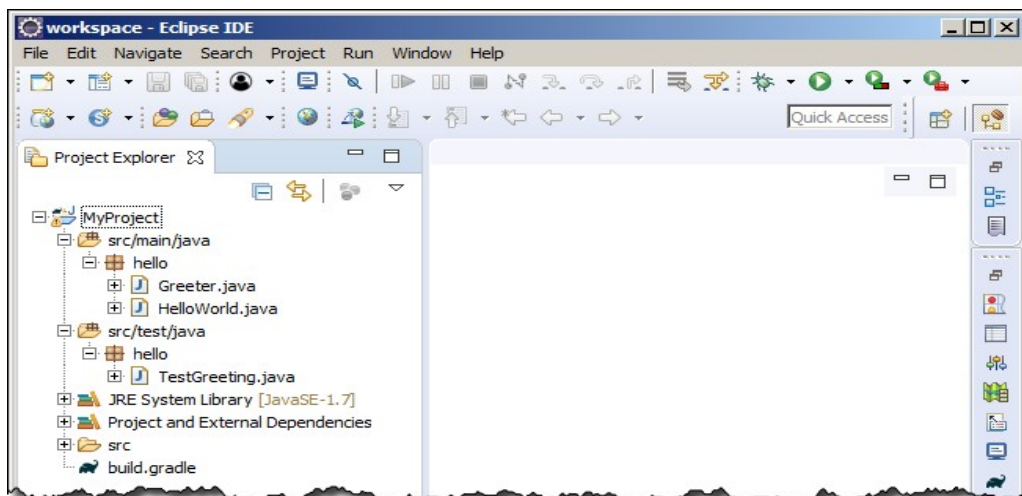 workspace - Eclipse IDE
File Edit Navigate Search Project Run Window Help
Quick Access
Project Explorer
MyProject
src/main/java
hello
Greeter.java
HelloWorld.java
src/test/java
hello
TestGreeting.java
JRE System Library [JavaSE-1.7]
Project and External Dependencies
src
build.gradle